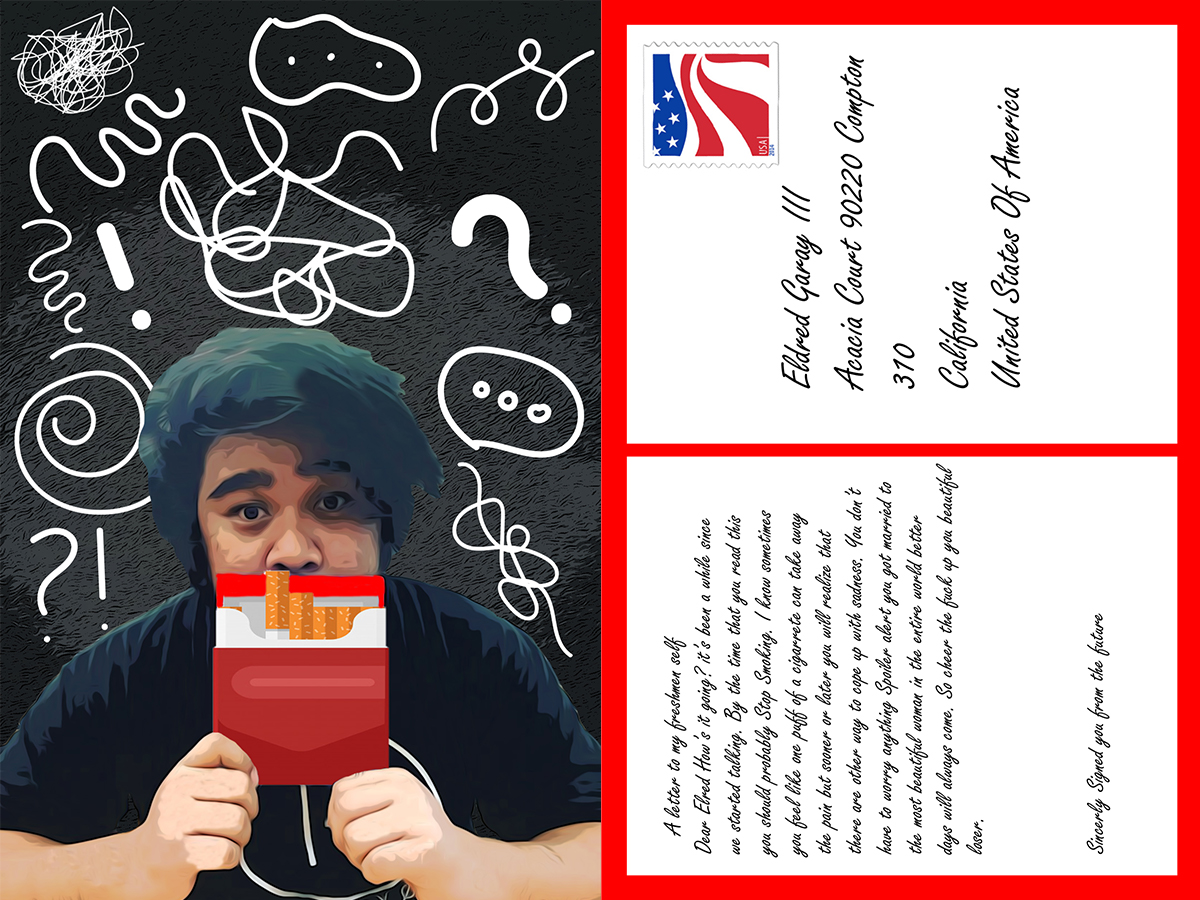 USA
2014
Eldred Garay III
Acacia Court 90220 Compton
310
California
United States Of America
A letter to my freshmen self
Dear Elred How's it going? it's been a while since
we started talking. By the time that you read this
you should probably Stop Smoking. I know sometimes
you feel like one puff of a cigarrete can take away
the pain but sooner or later you will realize that
there are other way to cope up with sadness. You don't
have to worry anything Spoiler alert you got married to
the most beautiful woman in the entire world better
days will always come. So cheer the fuck up you beautiful
loser.
Sincerly Signed you from the future